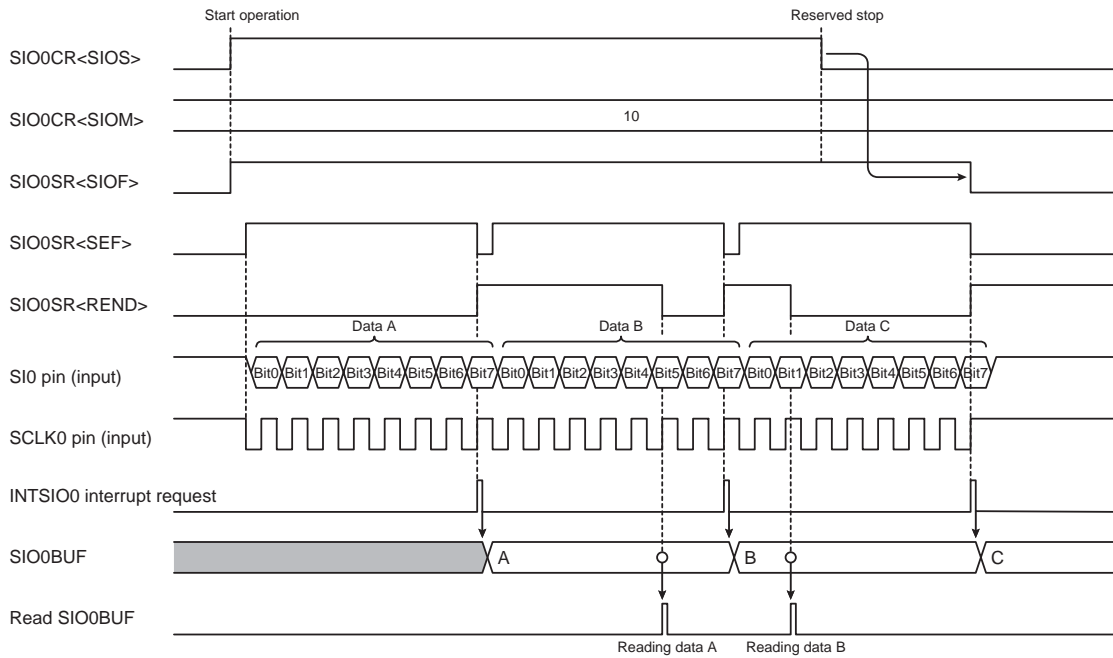 Start operation
Reserved stop
SIO0CR<SIOS>
SIO0CR<SIOM>
10
SIO0SR<SIOF>
SIO0SR<SEF>
SIO0SR<REND>
Data A
Data B
Data C
SI0 pin (input)
Bit0 Bit1 Bit2 Bit3 Bit4 Bit5 Bit6 Bit7 Bit0 Bit1 Bit2 Bit3 Bit4 Bit5 Bit6 Bit7 Bit0 Bit1 Bit2 Bit3 Bit4 Bit5 Bit6 Bit7
SCLK0 pin (input)
INTSIO0 interrupt request
SIO0BUF
A
B
C
Read SIO0BUF
Reading data A
Reading data B